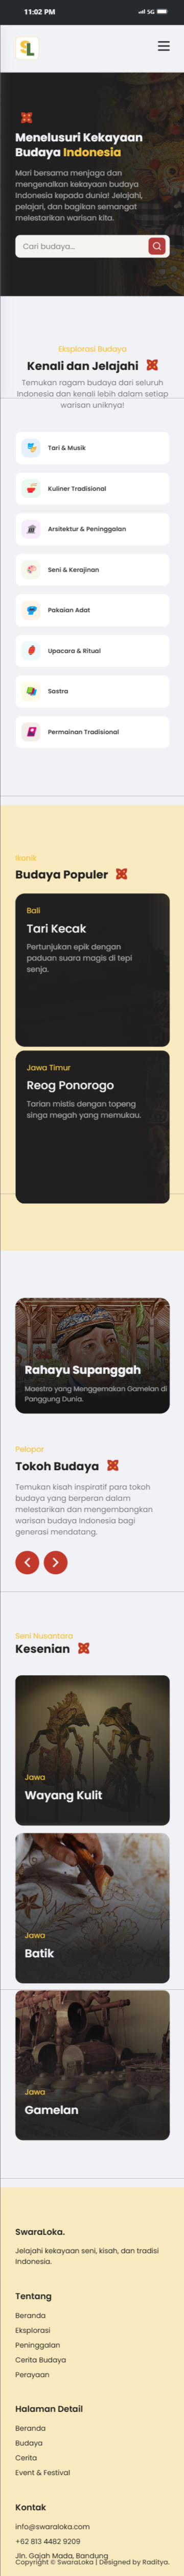 11:02 PM
5G
SL
Menelusuri Kekayaan
Budaya Indonesia
Mari bersama menjaga dan
mengenalkan kekayaan budaya
Indonesia kepada dunia! Jelajahi,
pelajari, dan bagikan semangat
melestarikan warisan kita.
Cari budaya...
Eksplorasi Budaya
Kenali dan Jelajahi
Temukan ragam budaya dari seluruh
Indonesia dan kenali lebih dalam setiap
warisan uniknya!
Tari & Musik
Kuliner Tradisional
Arsitektur & Peninggalan
Seni & Kerajinan
Pakaian Adat
Upacara & Ritual
Sastra
Permainan Tradisional
Ikonik
Budaya Populer
Bali
Tari Kecak
Pertunjukan epik dengan
paduan suara magis di tepi
senja.
Jawa Timur
Reog Ponorogo
Tarian mistis dengan topeng
singa megah yang memukau.
Rahayu Supanggah
Maestro yang Menggemakan Gamelan di
Panggung Dunia.
Pelopor
Tokoh Budaya
Temukan kisah inspiratif para tokoh
budaya yang berperan dalam
melestarikan dan mengembangkan
warisan budaya Indonesia bagi
generasi mendatang.
Seni Nusantara
Kesenian
Jawa
Wayang Kulit
Jawa
Batik
Jawa
Gamelan
SwaraLoka.
Jelajahi kekayaan seni, kisah, dan tradisi
Indonesia.
Tentang
Beranda
Eksplorasi
Peninggalan
Cerita Budaya
Perayaan
Halaman Detail
Beranda
Budaya
Cerita
Event & Festival
Kontak
info@swaraloka.com
+62 813 4482 9209
Jln. Gajah Mada, Bandung
Copyright © SwaraLoka | Designed by Raditya.